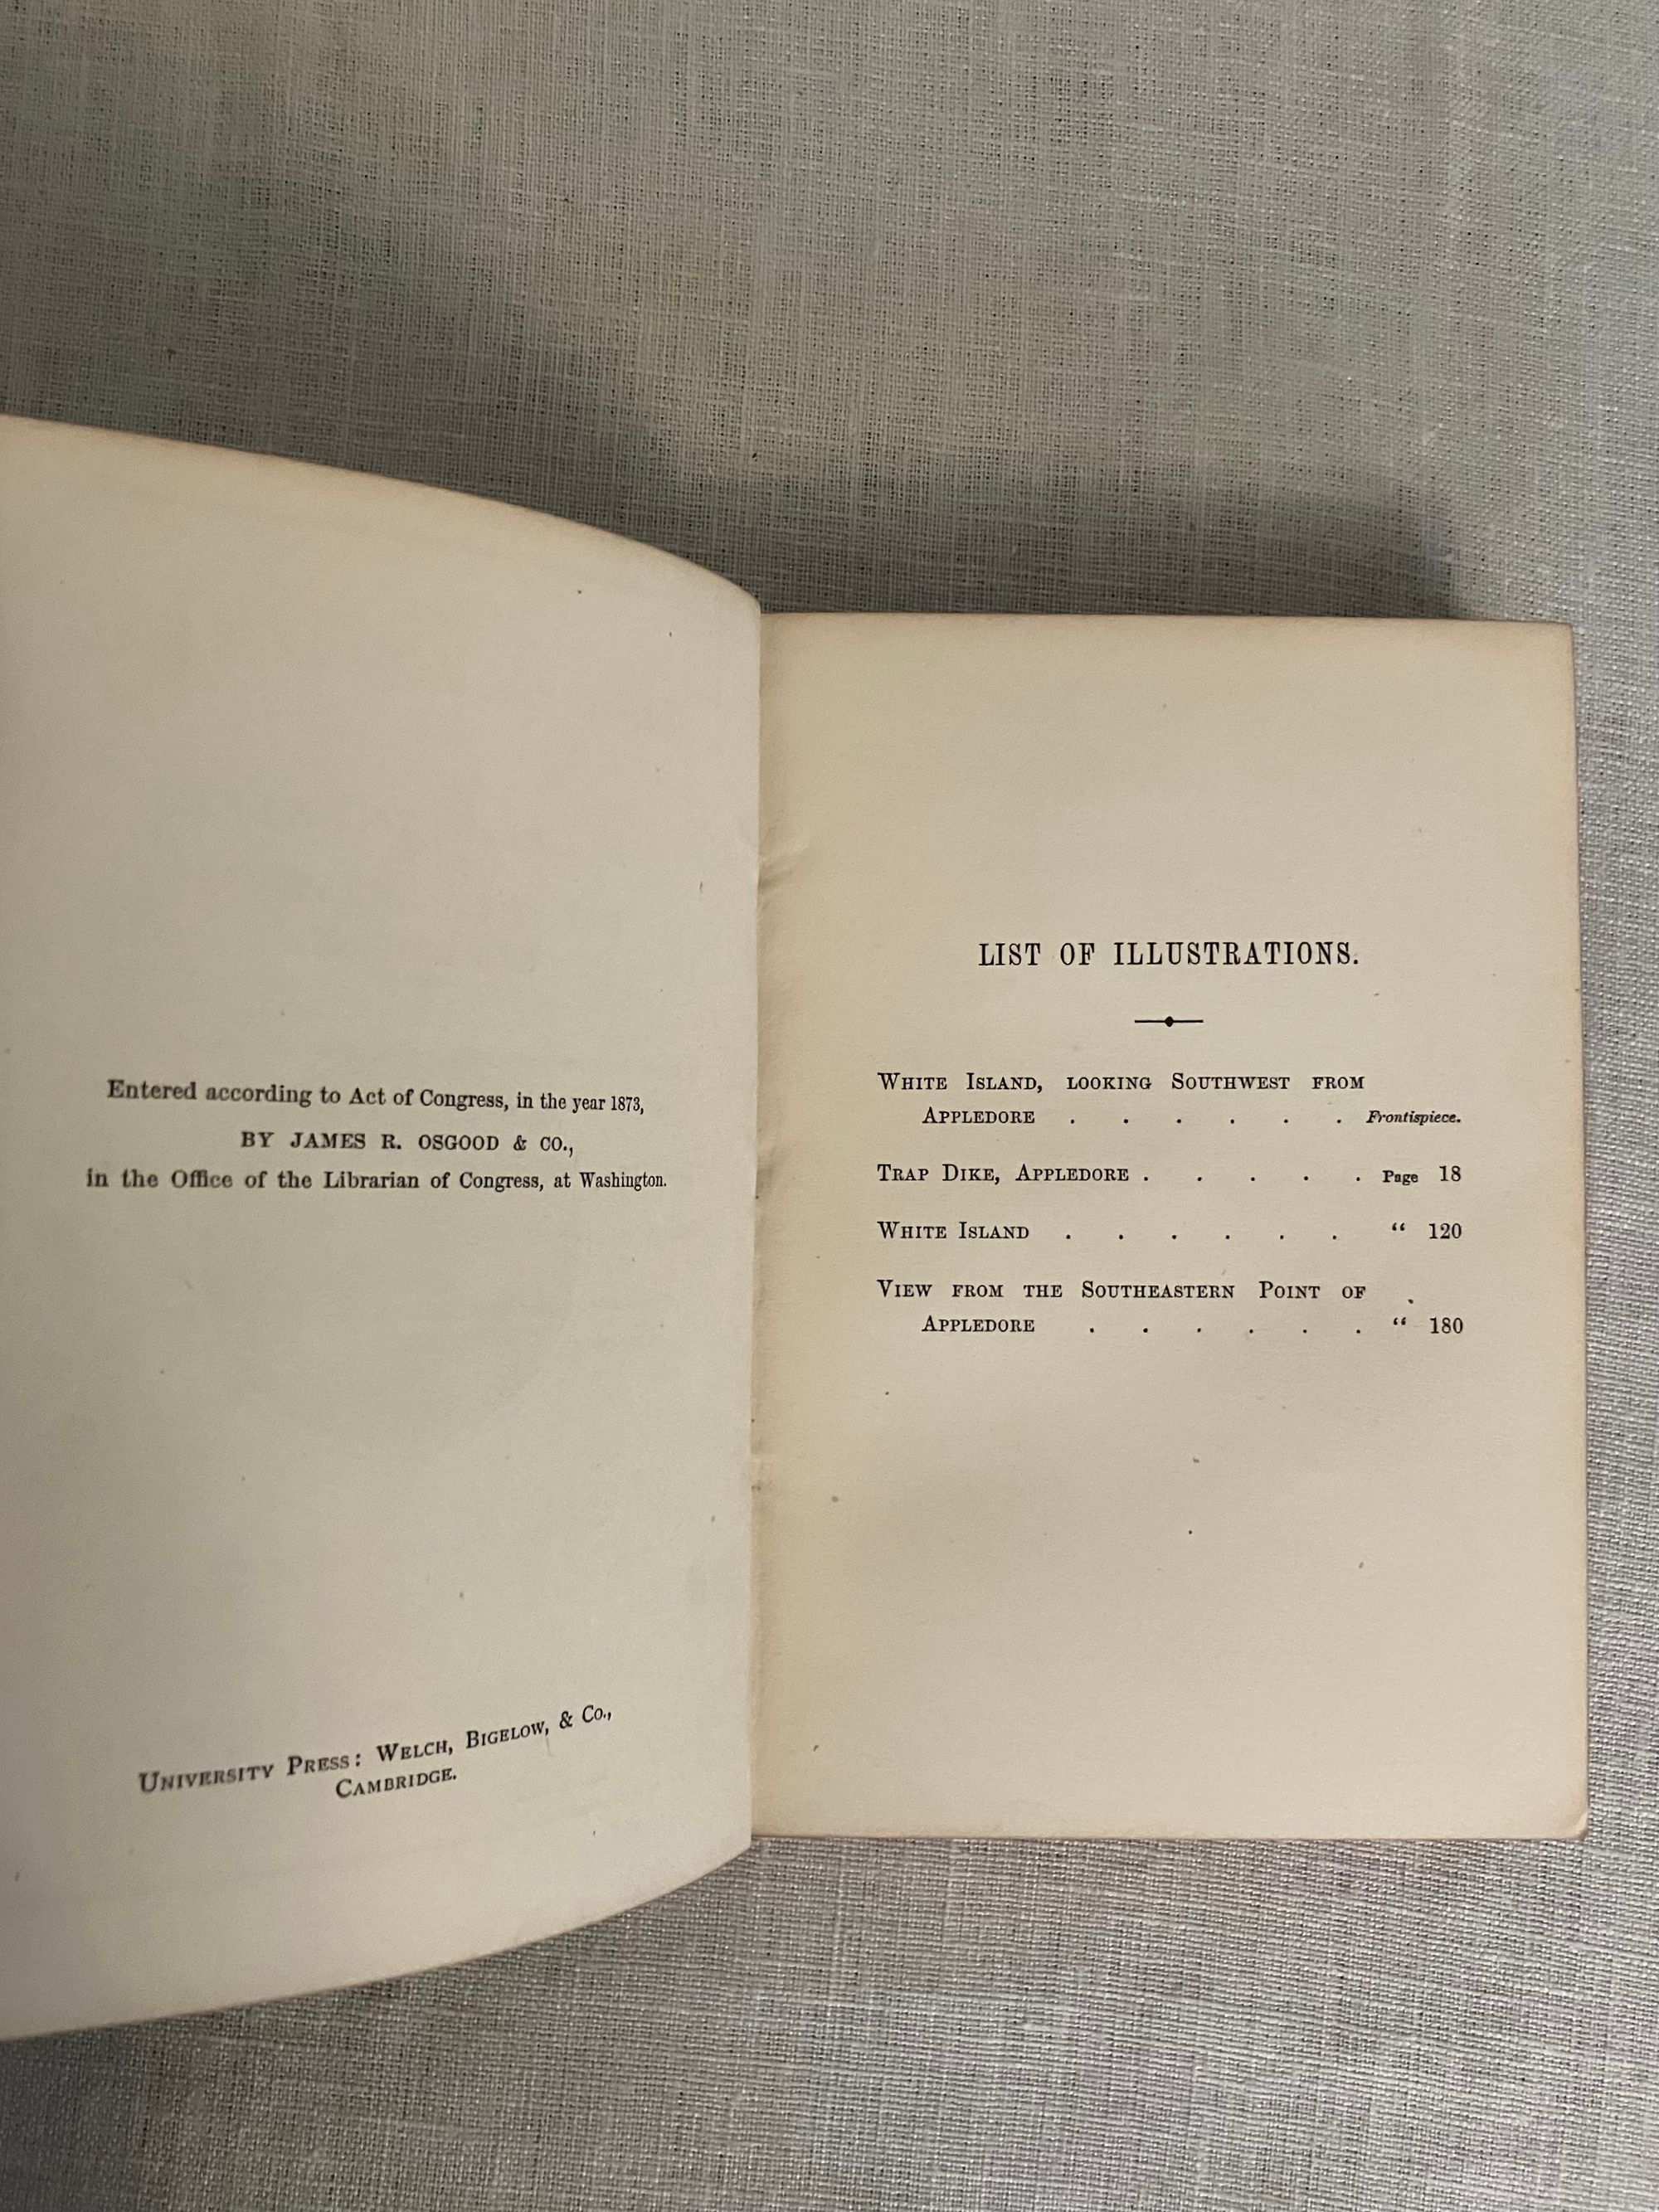 Entered according to Act of Congress, in the year 1873,
BY JAMES R. OSGOOD & CO.,
in the Office of the Librarian of Congress, at Washington.
UNIVERSITY PRESS: WELCH, BIGELOW, & CO.,
CAMBRIDGE.
LIST OF ILLUSTRATIONS.
WHITE ISLAND, LOOKING SOUTHWEST FROM
APPLEDORE . . . . . . Frontispiece.
TRAP DIKE, APPLEDORE . . . . . Page 18
WHITE ISLAND . . . . . . “ 120
VIEW FROM THE SOUTHEASTERN POINT OF
APPLEDORE . . . . . . “ 180